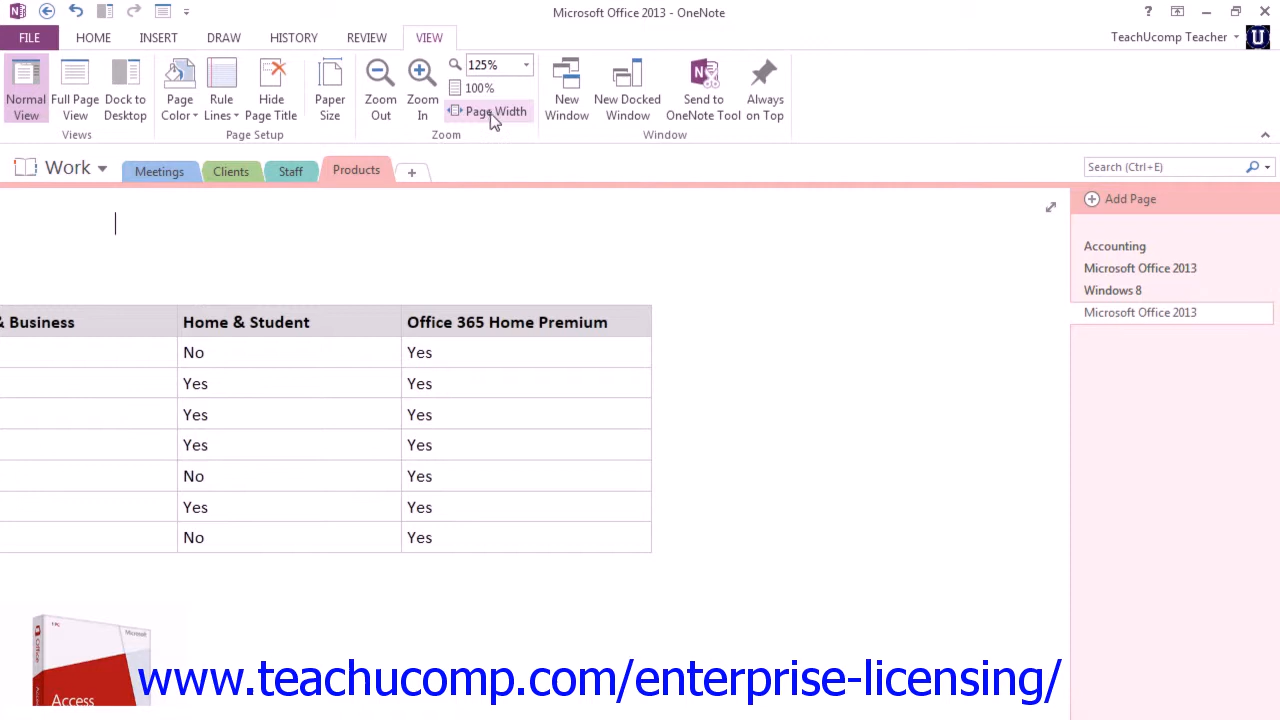 Microsoft Office 2013 - OneNote
?
FILE HOME INSERT DRAW HISTORY REVIEW VIEW
TeachUcomp Teacher
U
Normal View
Full Page View
Dock to Desktop
Views
Page Color
Rule Lines
Hide Page Title
Page Setup
Paper Size
Zoom Out
Zoom In
125%
100%
Page Width
Zoom
New Window
New Docked Window
Send to OneNote Tool
Always on Top
Window
Work
Meetings Clients Staff Products +
Search (Ctrl+E)
Add Page
Accounting
Microsoft Office 2013
Windows 8
Microsoft Office 2013
& Business Home & Student Office 365 Home Premium
No Yes
Yes Yes
Yes Yes
Yes Yes
No Yes
Yes Yes
No Yes
1 PC
Microsoft
Office
Access
www.teachucomp.com/enterprise-licensing/